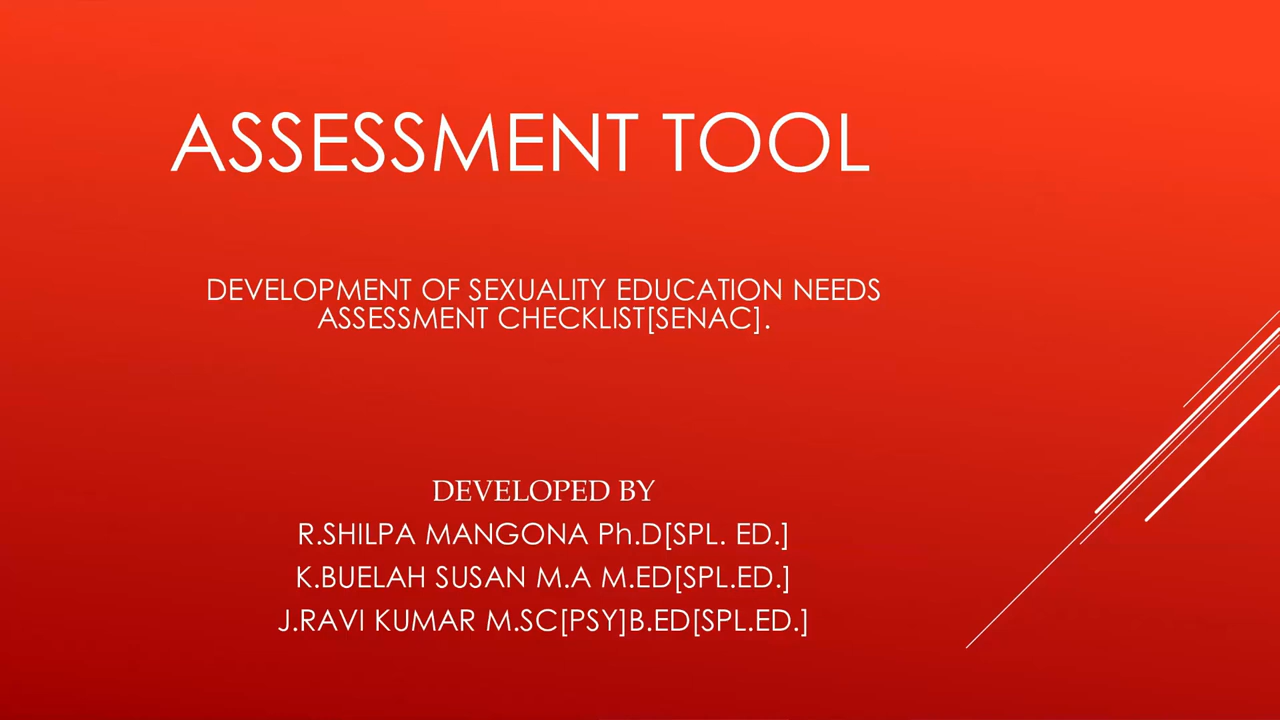 ASSESSMENT TOOL
DEVELOPMENT OF SEXUALITY EDUCATION NEEDS
ASSESSMENT CHECKLIST[SENAC].
DEVELOPED BY
R.SHILPA MANGONA Ph.D[SPL. ED.]
K.BUELAH SUSAN M.A M.ED[SPL.ED.]
J.RAVI KUMAR M.SC[PSY]B.ED[SPL.ED.]